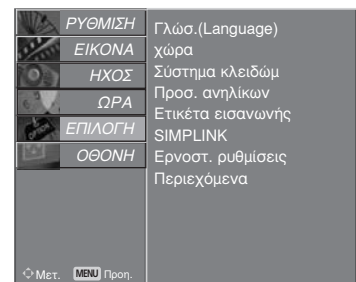 ΡΥΘΜΙΣΗ
ΕΙΚΟΝΑ
ΗΧΟΣ
ΩΡΑ
ΕΠΙΛΟΓΗ
ΟΘΟΝΗ
Μετ. MENU Προη.
Γλώσ.(Language)
χώρα
Σύστημα κλειδώμ
Προσ. ανηλίκων
Ετικέτα εισανωνής
SIMPLINK
Ερνοστ. ρυθμίσεις
Περιεχόμενα